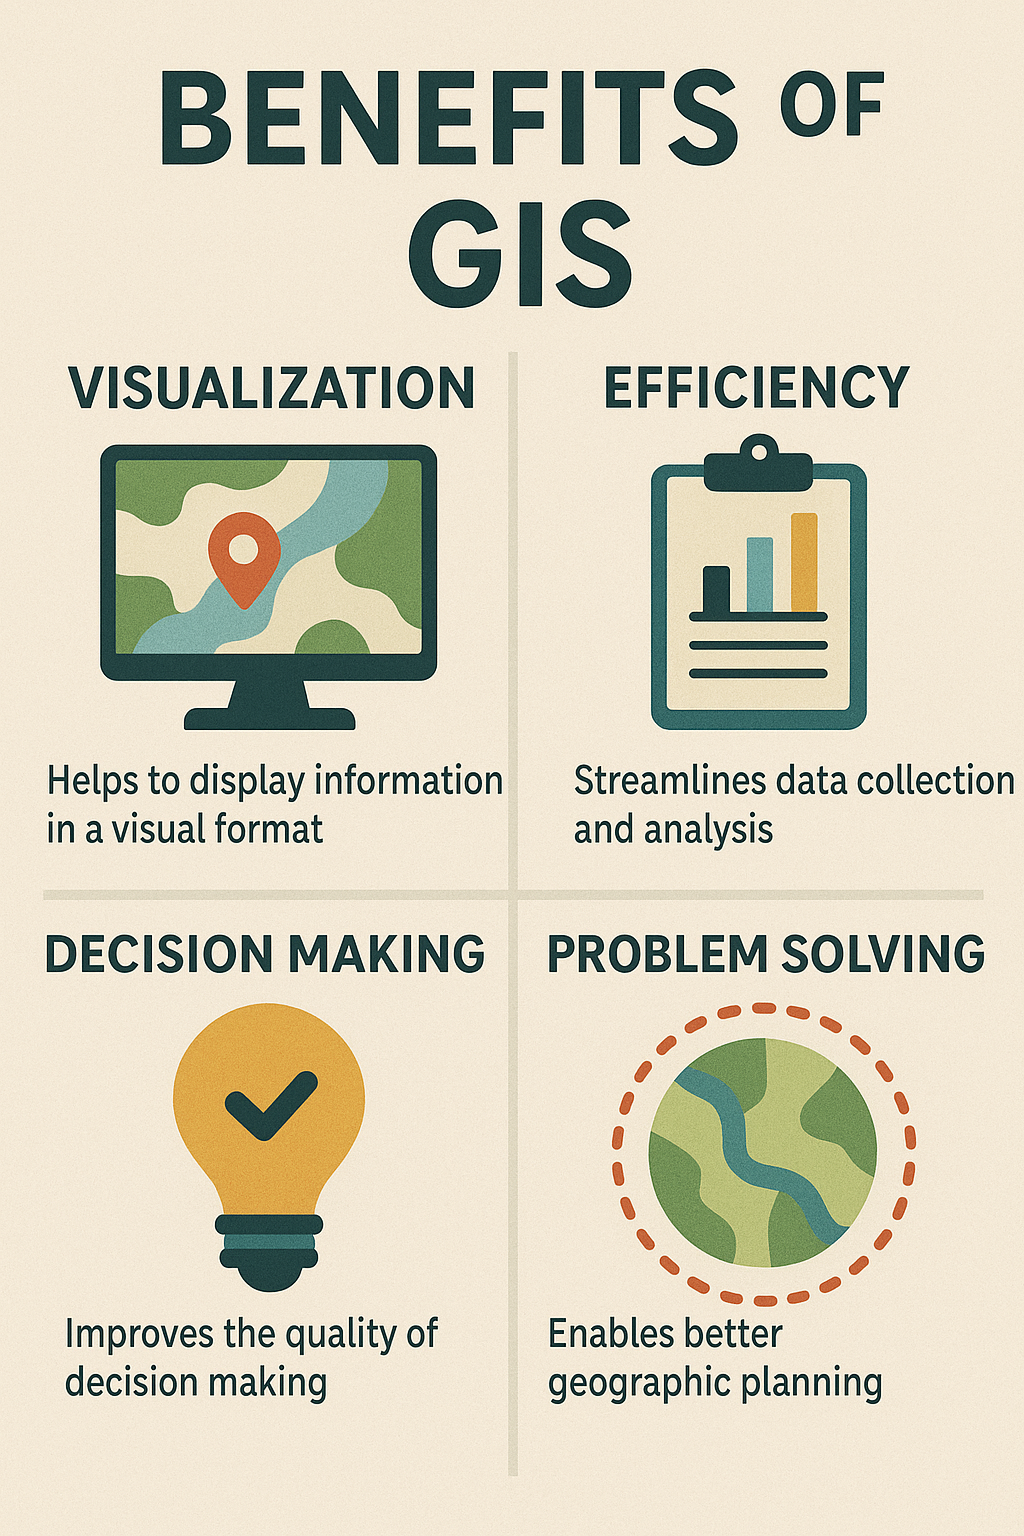 BENEFITS OF
GIS
VISUALIZATION
Helps to display information
in a visual format
EFFICIENCY
Streamlines data collection
and analysis
DECISION MAKING
Improves the quality of
decision making
PROBLEM SOLVING
Enables better
geographic planning